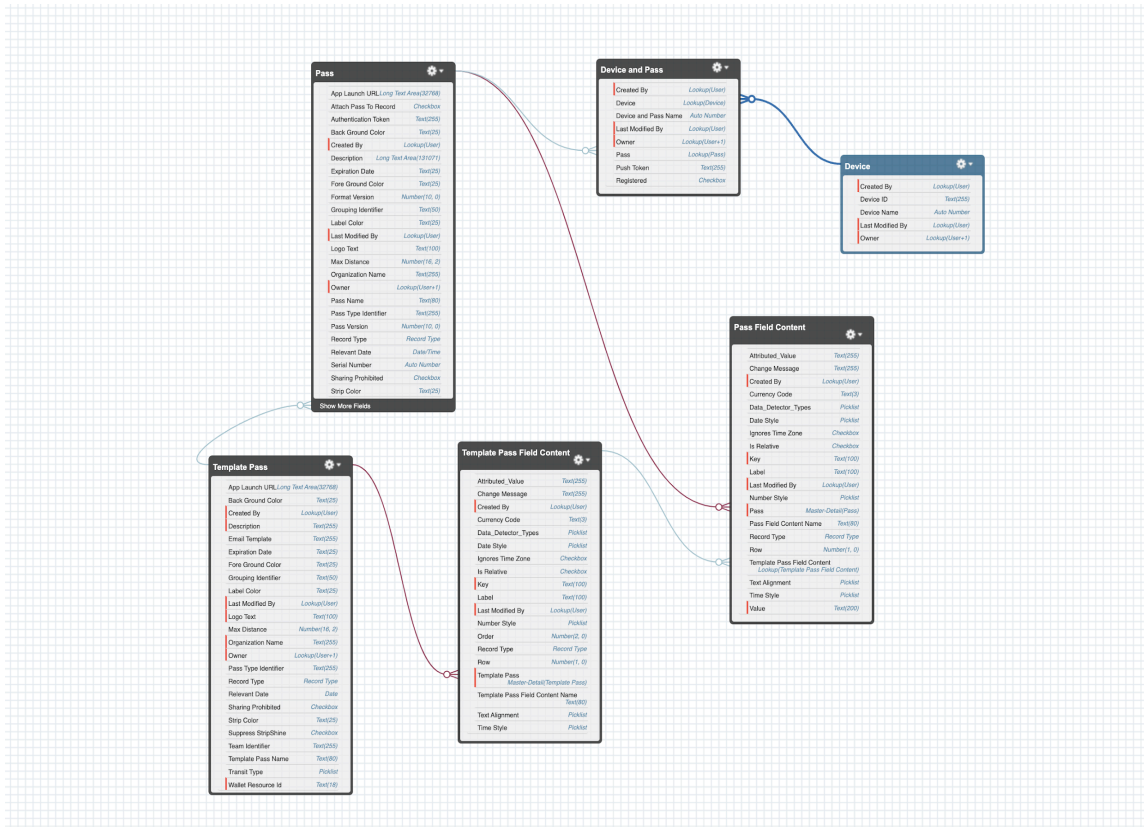 Pass
App Launch URL Long Text Area(32768)
Attach Pass To Record Checkbox
Authentication Token Text(255)
Back Ground Color Text(25)
Created By Lookup(User)
Description Long Text Area(131071)
Expiration Date Text(25)
Fore Ground Color Text(25)
Format Version Number(10, 0)
Grouping Identifier Text(50)
Label Color Text(25)
Last Modified By Lookup(User)
Logo Text Text(100)
Max Distance Number(16, 2)
Organization Name Text(255)
Owner Lookup(User+1)
Pass Name Text(80)
Pass Type Identifier Text(255)
Pass Version Number(10, 0)
Record Type Record Type
Relevant Date Date/Time
Serial Number Auto Number
Sharing Prohibited Checkbox
Strip Color Text(25)
Show More Fields
Device and Pass
Created By Lookup(User)
Device Lookup(Device)
Device and Pass Name Auto Number
Last Modified By Lookup(User)
Owner Lookup(User+1)
Pass Lookup(Pass)
Push Token Text(255)
Registered Checkbox
Device
Created By Lookup(User)
Device ID Text(255)
Device Name Auto Number
Last Modified By Lookup(User)
Owner Lookup(User+1)
Pass Field Content
Attributed_Value Text(255)
Change Message Text(255)
Created By Lookup(User)
Currency Code Text(3)
Data_Detector_Types Picklist
Date Style Picklist
Ignores Time Zone Checkbox
Is Relative Checkbox
Key Text(100)
Label Text(100)
Last Modified By Lookup(User)
Number Style Picklist
Pass Master-Detail(Pass)
Pass Field Content Name Text(80)
Record Type Record Type
Row Number(1, 0)
Template Pass Field Content
Lookup(Template Pass Field Content)
Text Alignment Picklist
Time Style Picklist
Value Text(200)
Template Pass
App Launch URL Long Text Area(32768)
Back Ground Color Text(25)
Created By Lookup(User)
Description Text(255)
Email Template Text(255)
Expiration Date Text(25)
Fore Ground Color Text(25)
Grouping Identifier Text(50)
Label Color Text(25)
Last Modified By Lookup(User)
Logo Text Text(100)
Max Distance Number(16, 2)
Organization Name Text(255)
Owner Lookup(User+1)
Pass Type Identifier Text(255)
Record Type Record Type
Relevant Date Date
Sharing Prohibited Checkbox
Strip Color Text(25)
Suppress StripShine Checkbox
Team Identifier Text(255)
Template Pass Name Text(80)
Transit Type Picklist
Wallet Resource Id Text(18)
Template Pass Field Content
Attributed_Value Text(255)
Change Message Text(255)
Created By Lookup(User)
Currency Code Text(3)
Data_Detector_Types Picklist
Date Style Picklist
Ignores Time Zone Checkbox
Is Relative Checkbox
Key Text(100)
Label Text(100)
Last Modified By Lookup(User)
Number Style Picklist
Order Number(2, 0)
Record Type Record Type
Row Number(1, 0)
Template Pass
Master-Detail(Template Pass)
Template Pass Field Content Name
Text(80)
Text Alignment Picklist
Time Style Picklist